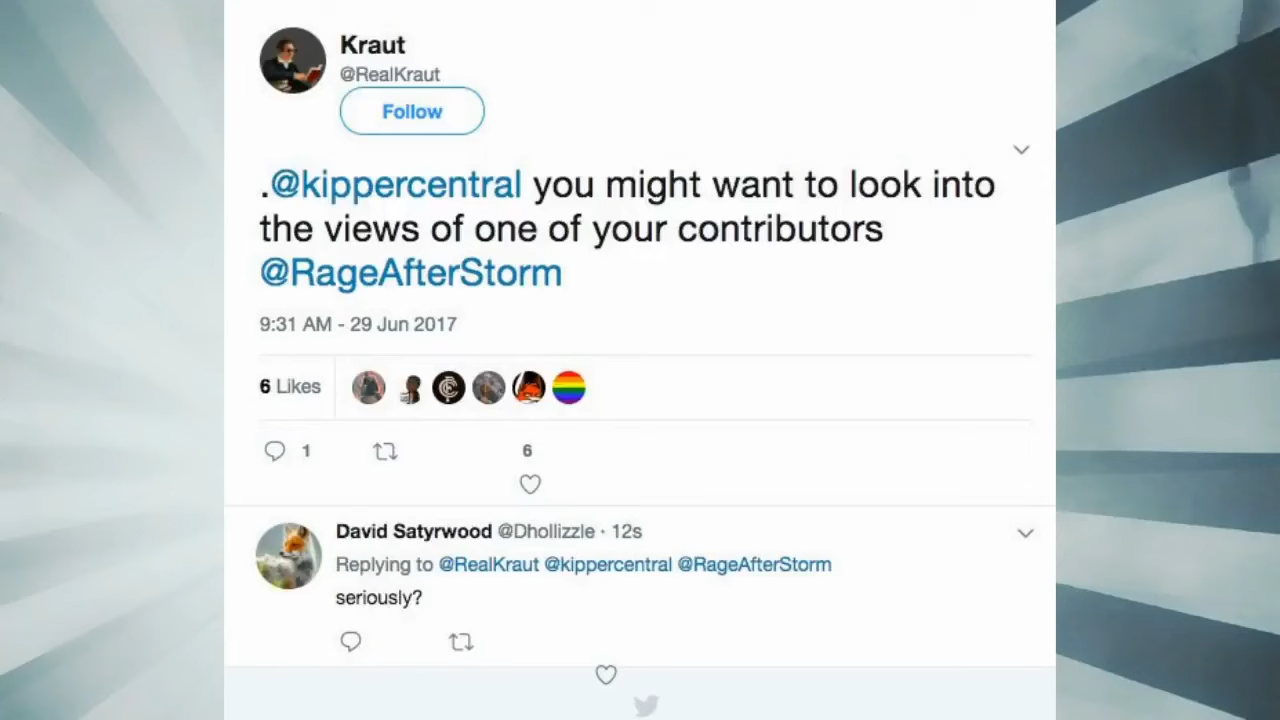 Kraut
@RealKraut
Follow
.@kippercentral you might want to look into
the views of one of your contributors
@RageAfterStorm
9:31 AM - 29 Jun 2017
6 Likes
1
6
David Satyrwood @Dhollizzle · 12s
Replying to @RealKraut @kippercentral @RageAfterStorm
seriously?